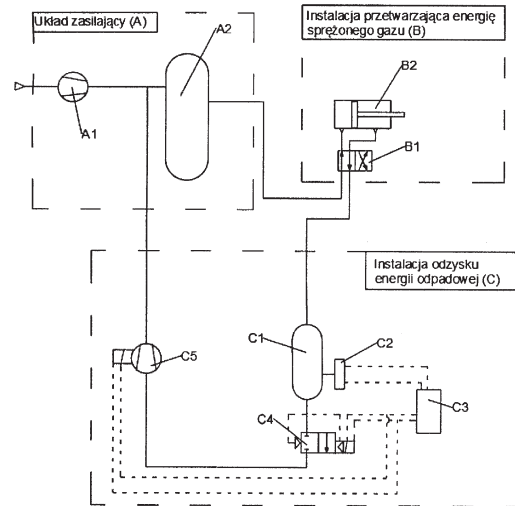 Układ zasilający (A)
Instalacja przetwarzająca energię
sprężonego gazu (B)
A2
A1
B2
B1
Instalacja odzysku
energii odpadowej (C)
C1
C2
C5
C3
C4